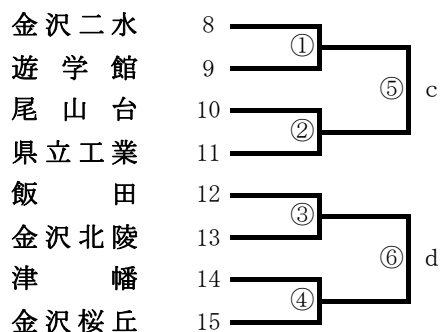 金沢二水 8
①
遊学館 9
⑤ c
尾山台 10
②
県立工業 11
飯田 12
③
金沢北陵 13
⑥ d
津幡 14
④
金沢桜丘 15